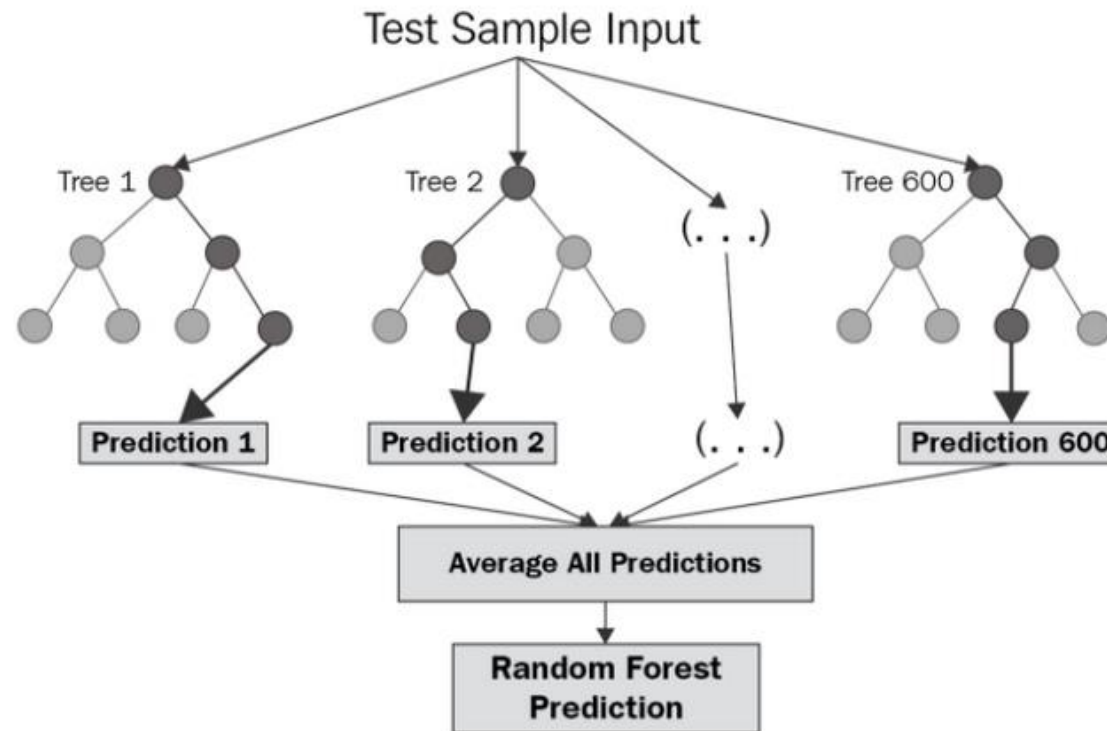 Test Sample Input
Tree 1
Tree 2
Tree 600
(. . .)
Prediction 1
Prediction 2
(. . .)
Prediction 600
Average All Predictions
Random Forest
Prediction